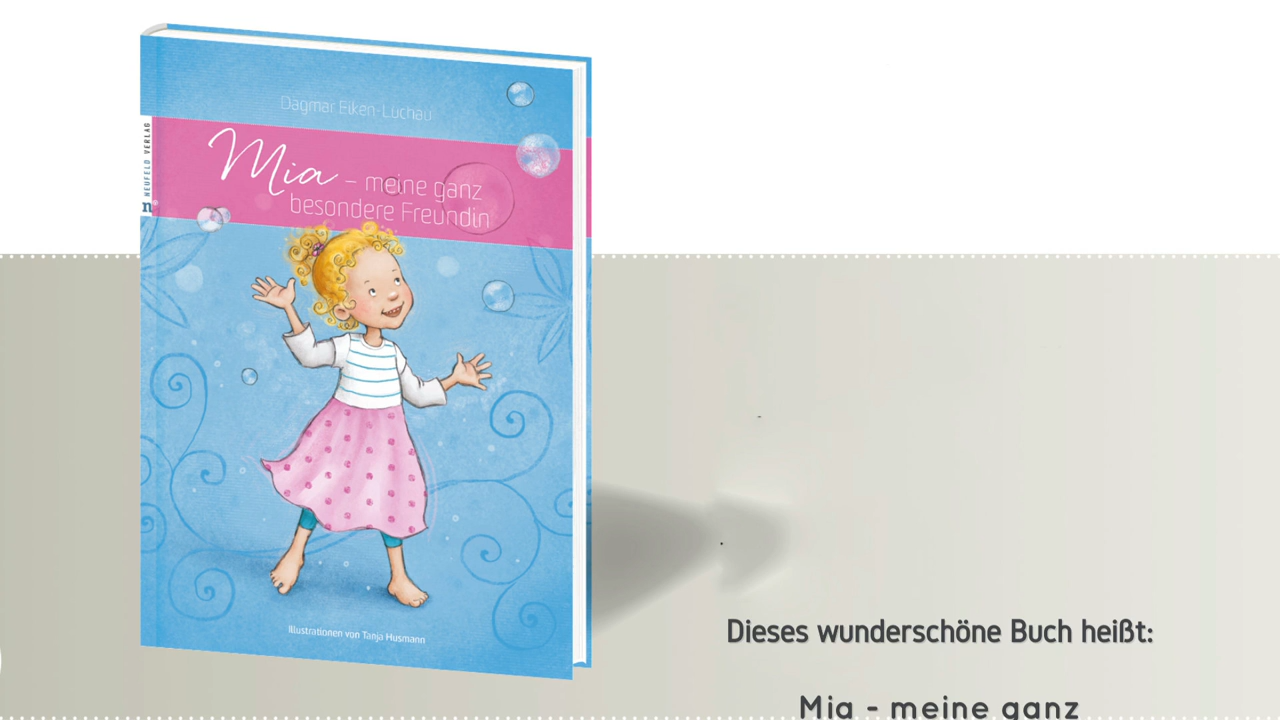 Dagmar Eiken-Lüchau
Mia – meine ganz
besondere Freundin
NEUFELD VERLAG
n
Illustrationen von Tanja Husmann
Dieses wunderschöne Buch heißt:
Mia - meine ganz